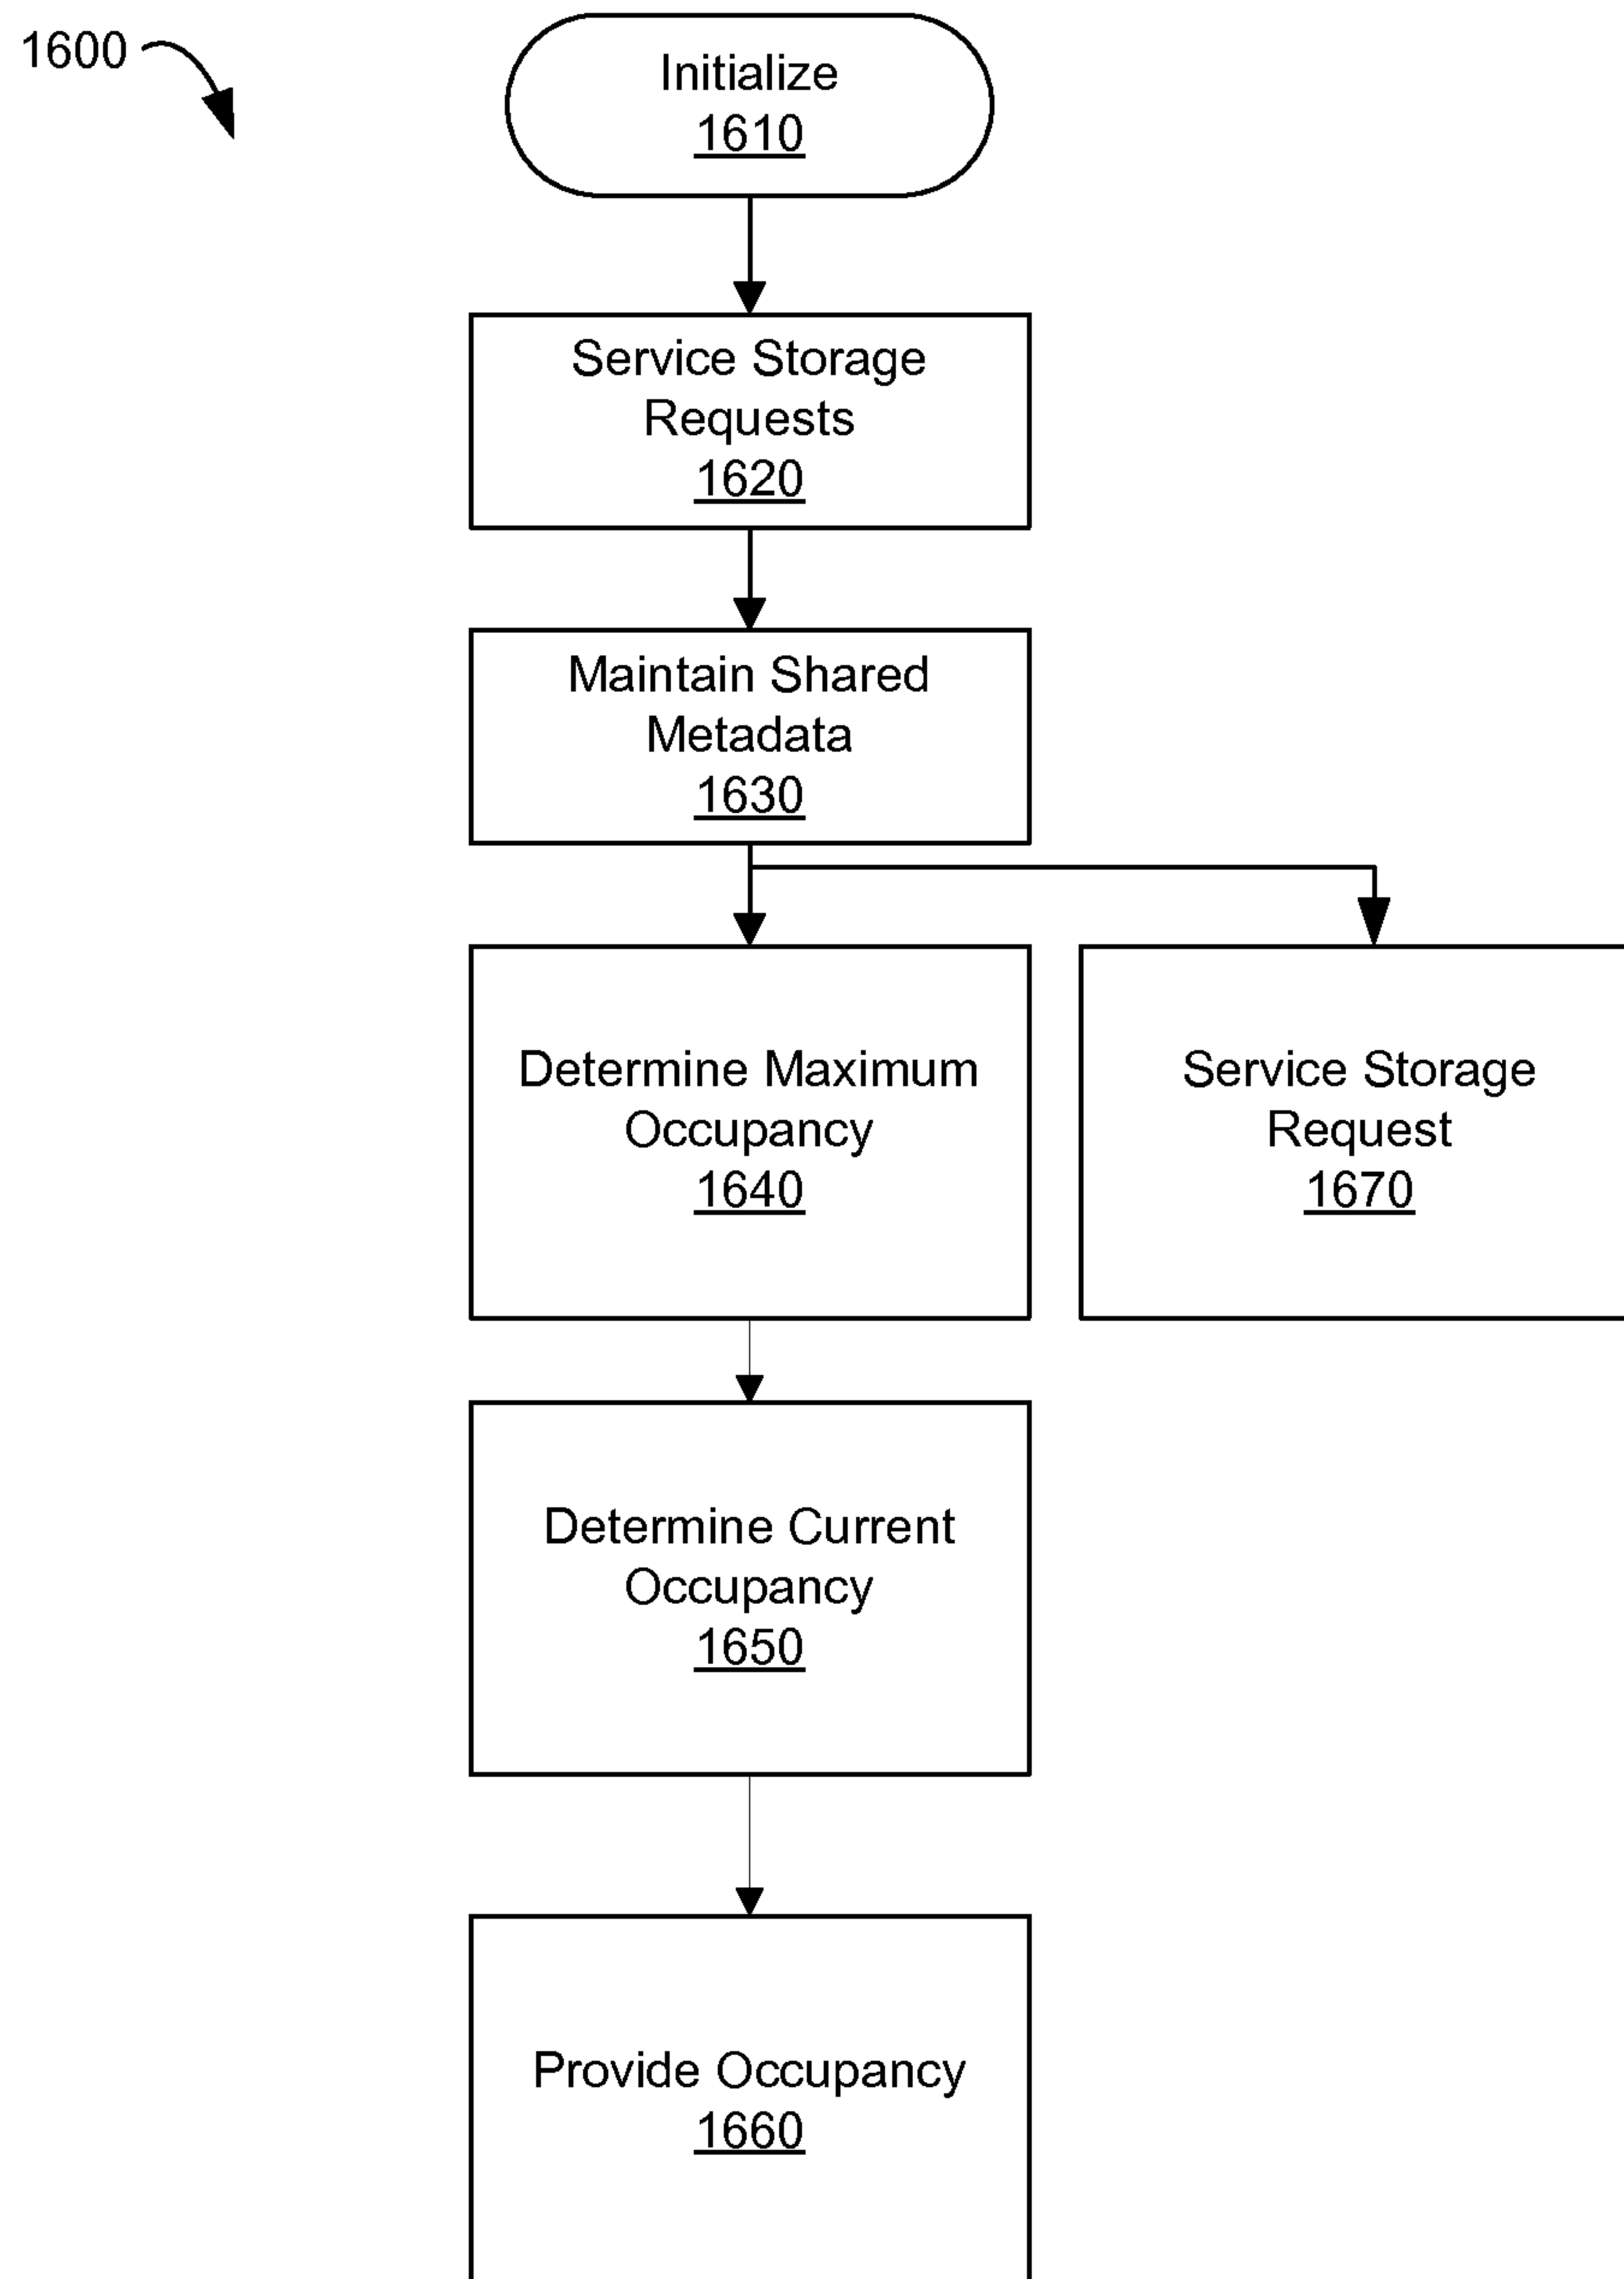 1600
Initialize
1610
Service Storage
Requests
1620
Maintain Shared
Metadata
1630
Determine Maximum
Occupancy
1640
Service Storage
Request
1670
Determine Current
Occupancy
1650
Provide Occupancy
1660